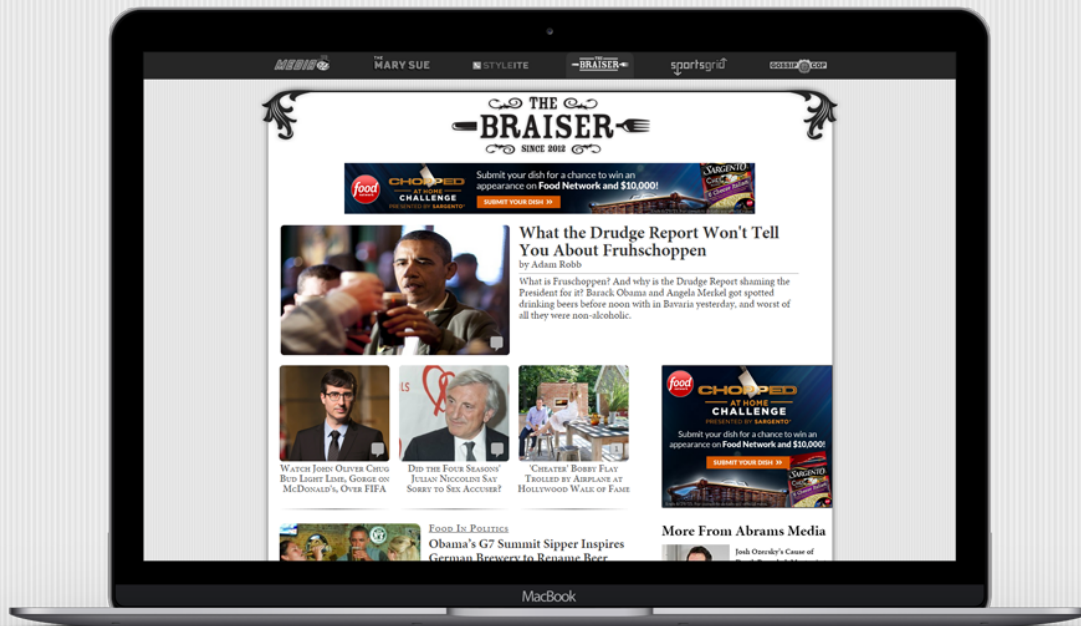 MEDIAite
THE
MARY SUE
STYLEITE
THE
BRAISER
sportsgrid
GOSSIP COP
THE
BRAISER
SINCE 2012
food
network
CHOPPED
AT HOME
CHALLENGE
PRESENTED BY SARGENTO
Submit your dish for a chance to win an
appearance on Food Network and $10,000!
SUBMIT YOUR DISH >>
SARGENTO
What the Drudge Report Won't Tell
You About Fruhschoppen
by Adam Robb
What is Fruschoppen? And why is the Drudge Report shaming the
President for it? Barack Obama and Angela Merkel got spotted
drinking beers before noon with in Bavaria yesterday, and worst of
all they were non-alcoholic.
WATCH JOHN OLIVER CHUG
BUD LIGHT LIME, GORGE ON
MCDONALD'S, OVER FIFA
LS
DID THE FOUR SEASONS'
JULIAN NICCOLINI SAY
SORRY TO SEX ACCUSER?
1
'CHEATER' BOBBY FLAY
TROLLED BY AIRPLANE AT
HOLLYWOOD WALK OF FAME
food
network
CHOPPED
AT HOME
CHALLENGE
PRESENTED BY SARGENTO
Submit your dish for a chance to win an
appearance on Food Network and $10,000!
SUBMIT YOUR DISH >>
SARGENTO
FOOD IN POLITICS
Obama's G7 Summit Sipper Inspires
German Brewery to Rename Beer
More From Abrams Media
Josh Ozersky's Cause of
MacBook